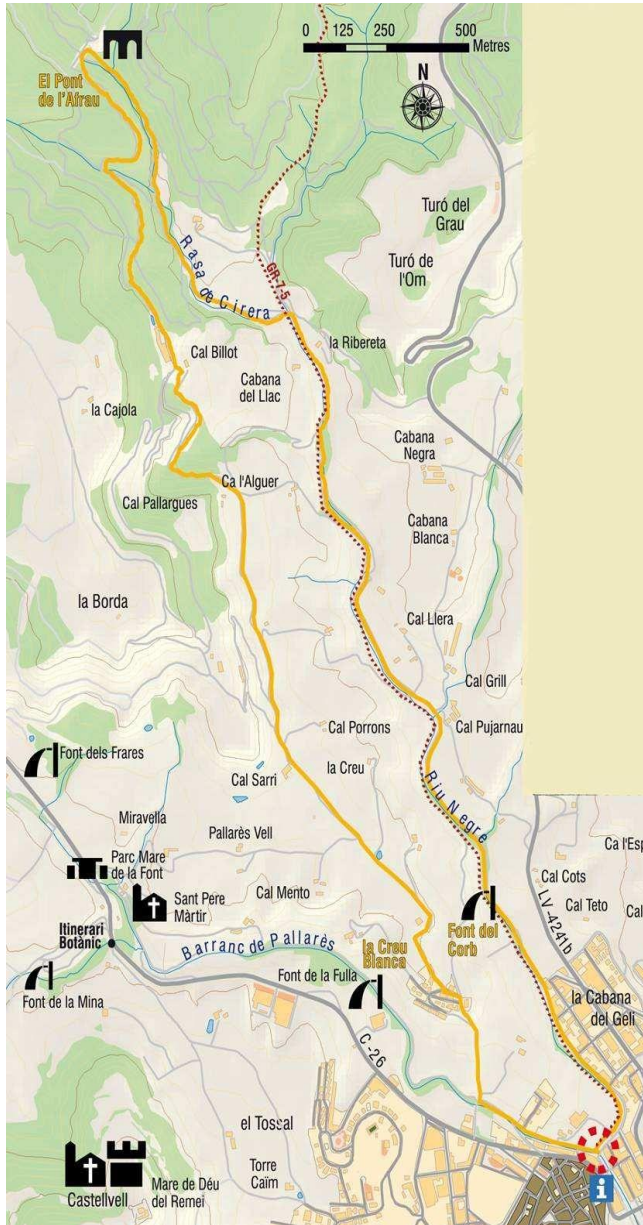 0 125 250 500
Metres
N
El Pont
de l'Afrau
Turó del
Grau
Turó de
l'Om
Rasa de Cirera
GR-7-5
la Ribereta
Cal Billot
Cabana
del Llac
la Cajola
Cabana
Negra
Ca l'Alguer
Cal Pallargues
Cabana
Blanca
la Borda
Cal Llera
Cal Grill
Cal Porrons
Cal Pujarnau
Font dels Frares
la Creu
Cal Sarri
Riu Negre
Miravella
Pallarès Vell
Parc Mare
de la Font
Ca l'Esp
Cal Cots
LV-4241b
Cal Teto
Cal
Sant Pere
Màrtir
Cal Mento
Itinerari
Botànic
Barranc de Pallarès
la Creu
Blanca
Font del
Corb
Font de la Mina
Font de la Fulla
la Cabana
del Geli
C-26
el Tossal
Torre
Caïm
Castellvell
Mare de Déu
del Remei
i